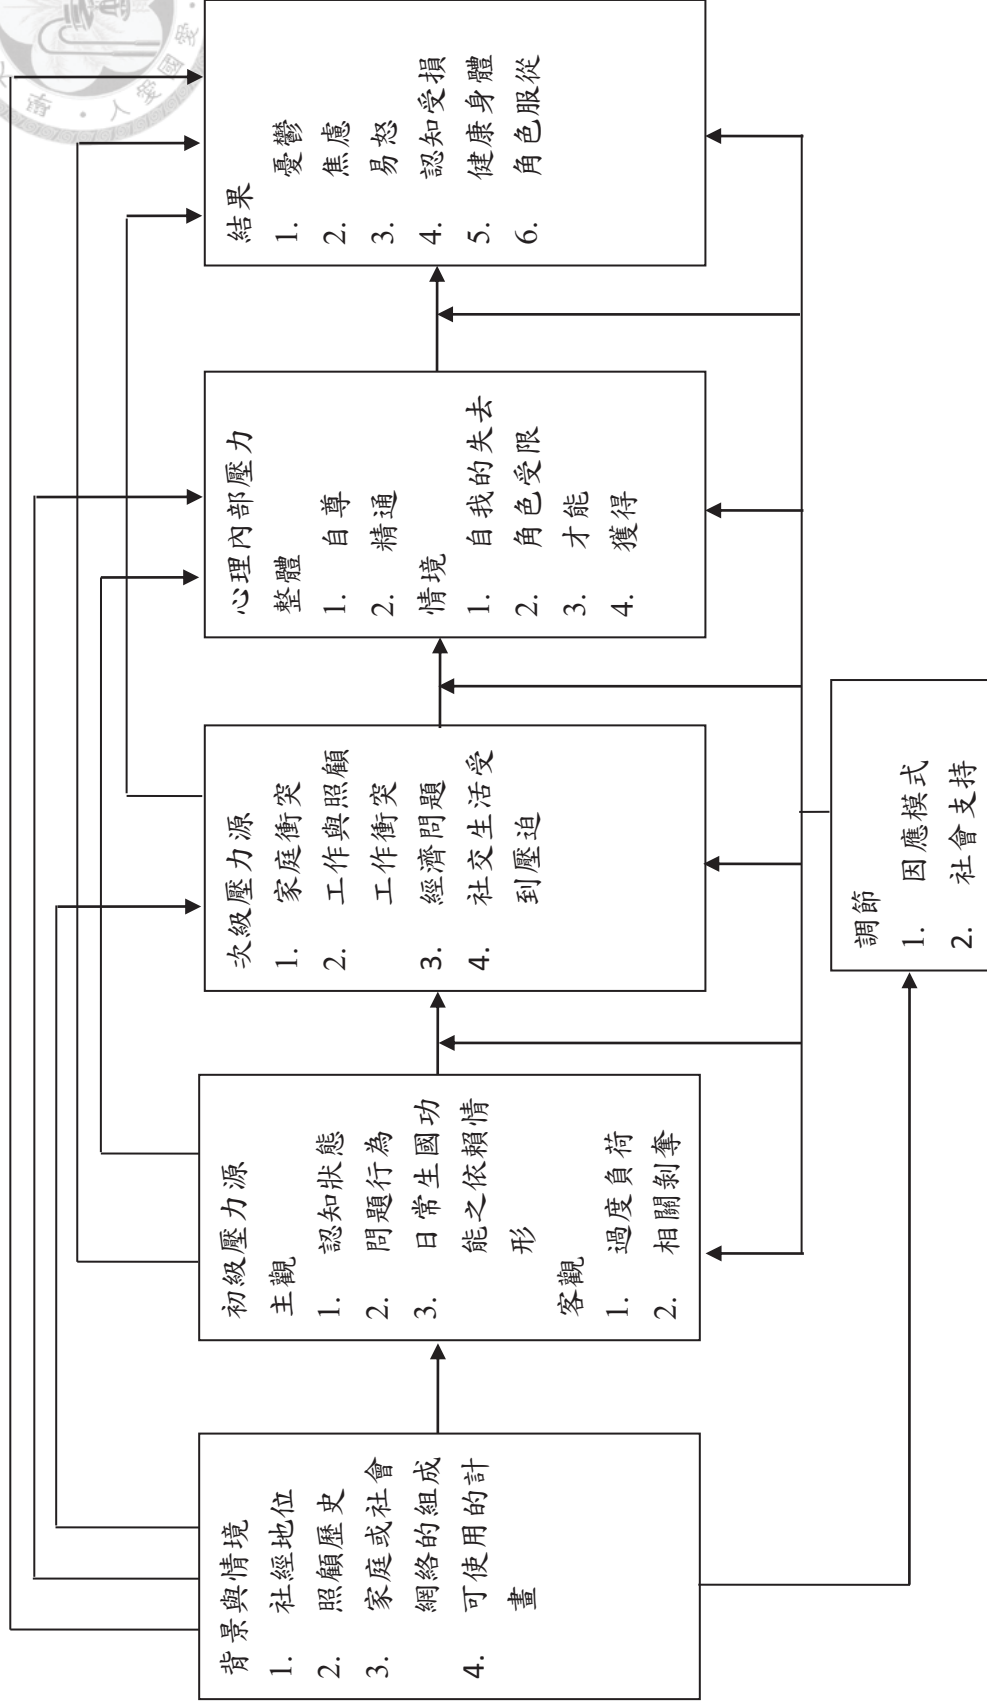 背景與情境
1. 社經地位
2. 照顧歷史
3. 家庭或社會
網絡的組成
4. 可使用的計
畫
初級壓力源
主觀
1. 認知狀態
2. 問題行為
3. 日常生國功
能之依賴情
形
客觀
1. 過度負荷
2. 相關剝奪
次級壓力源
1. 家庭衝突
2. 工作與照顧
工作衝突
3. 經濟問題
4. 社交生活受
到壓迫
心理內部壓力
整體
1. 自尊
2. 精通
情境
1. 自我的失去
2. 角色受限
3. 才能
4. 獲得
結果
1. 憂鬱
2. 焦慮
3. 易怒
4. 認知受損
5. 健康身體
6. 角色服從
調節
1. 因應模式
2. 社會支持
人愛國愛